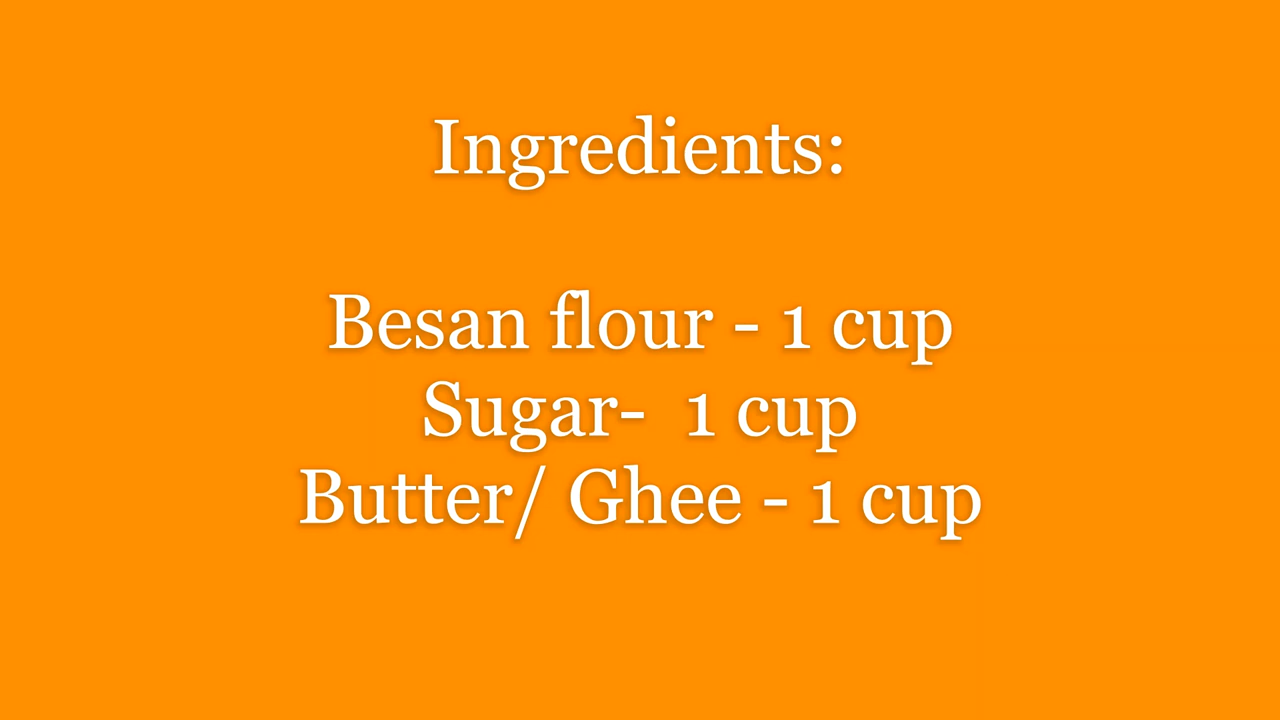 Ingredients:
Besan flour - 1 cup
Sugar-  1 cup
Butter/ Ghee - 1 cup